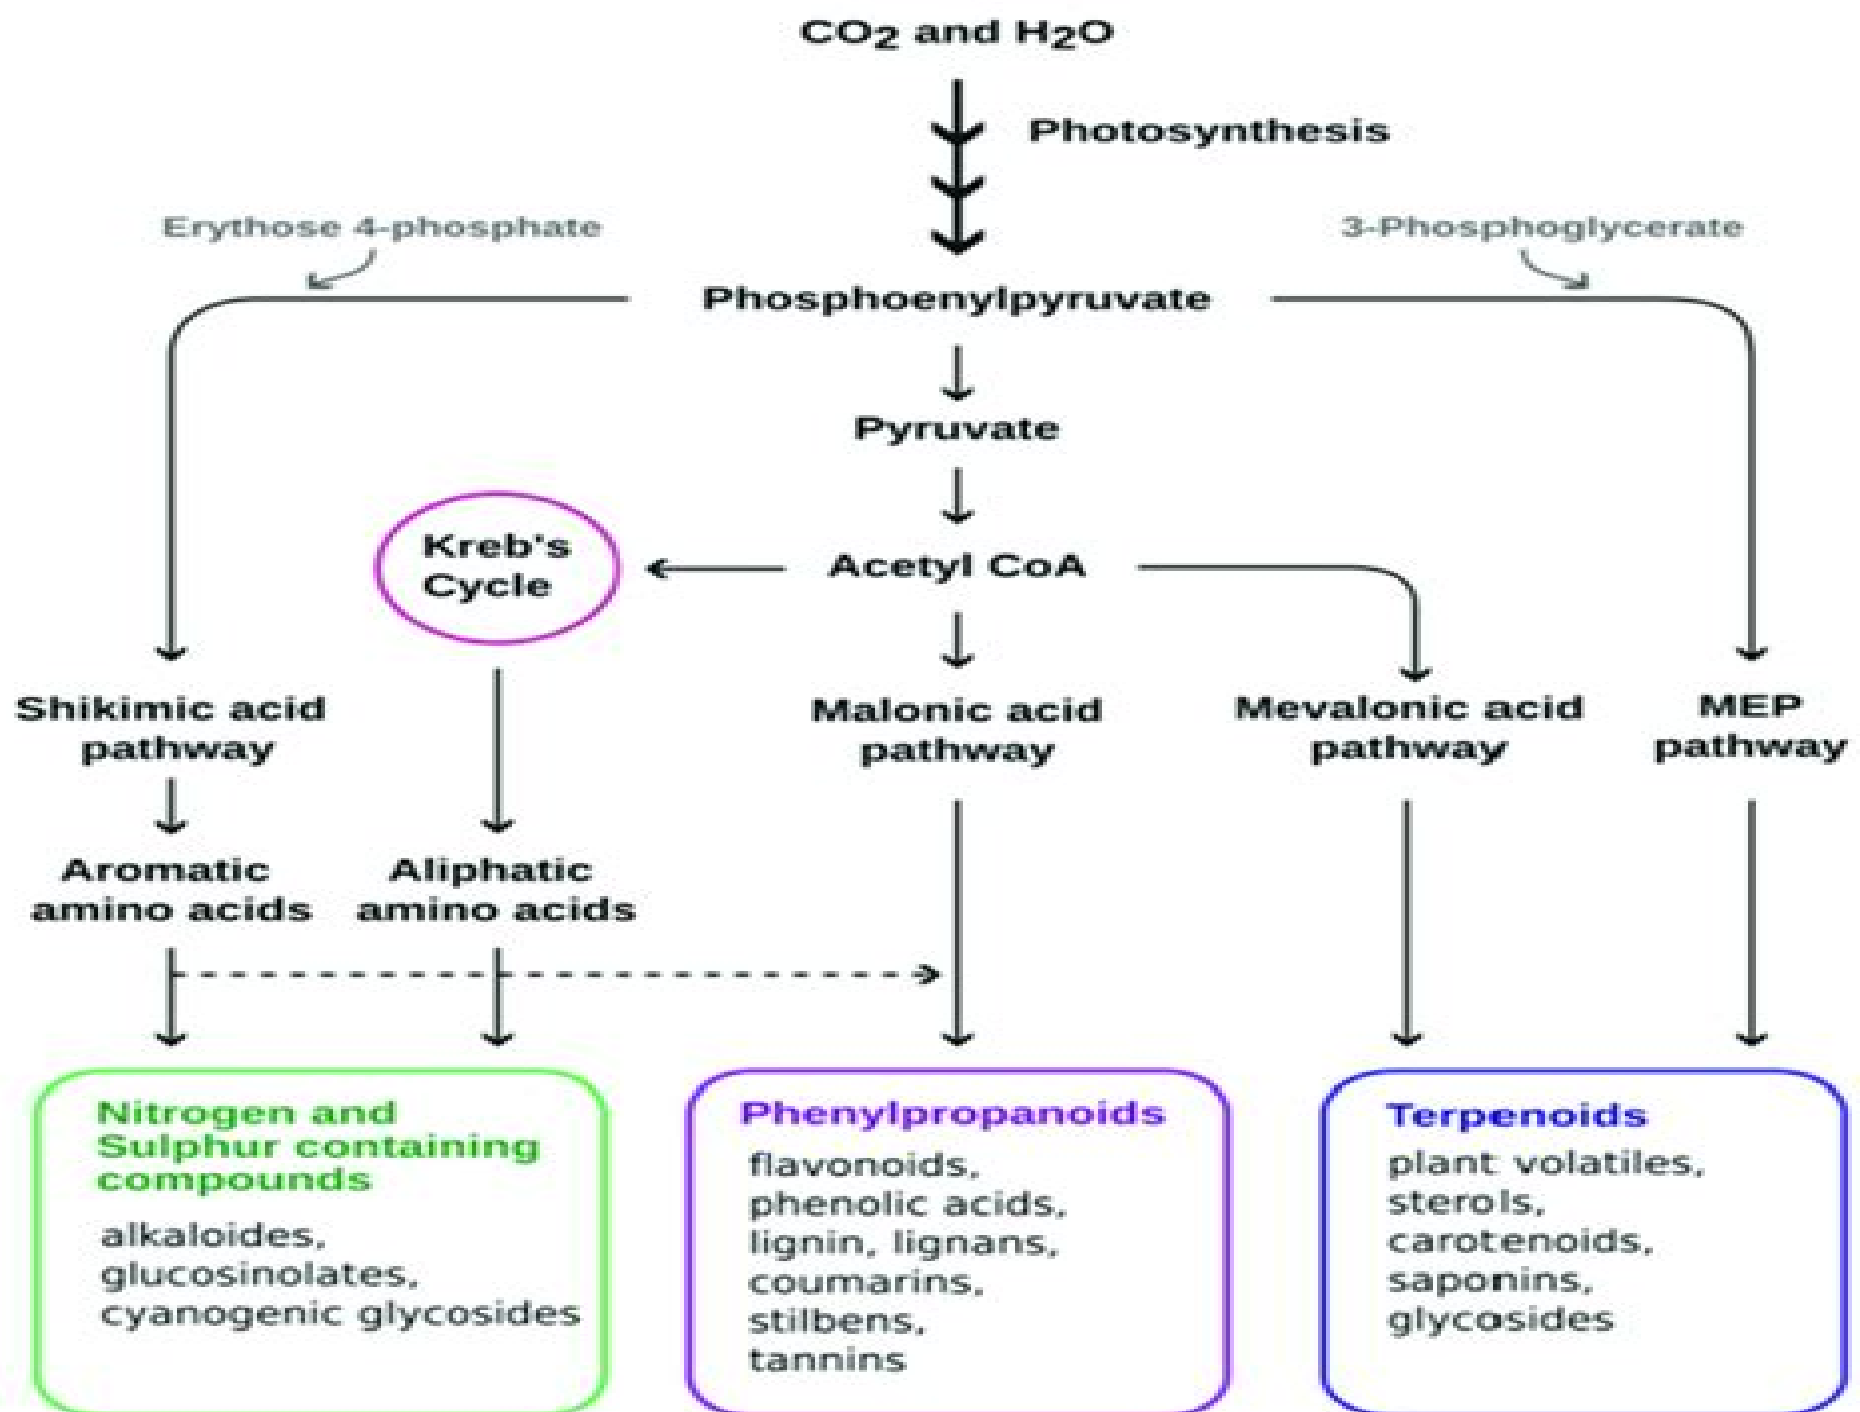 CO2 and H2O
Photosynthesis
Erythose 4-phosphate
3-Phosphoglycerate
Phosphoenylpyruvate
Pyruvate
Kreb's
Cycle
Acetyl CoA
Shikimic acid
pathway
Malonic acid
pathway
Mevalonic acid
pathway
MEP
pathway
Aromatic
amino acids
Aliphatic
amino acids
Nitrogen and
Sulphur containing
compounds
alkaloides,
glucosinolates,
cyanogenic glycosides
Phenylpropanoids
flavonoids,
phenolic acids,
lignin, lignans,
coumarins,
stilbens,
tannins
Terpenoids
plant volatiles,
sterols,
carotenoids,
saponins,
glycosides